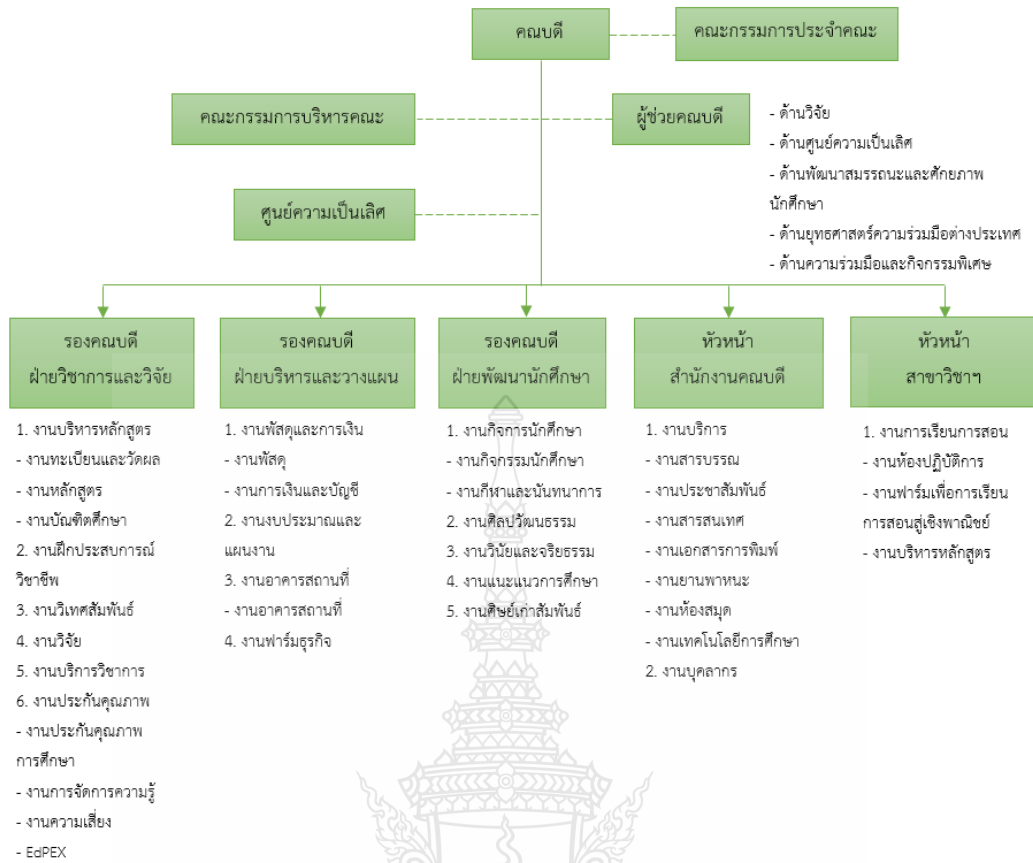 คณบดี
คณะกรรมการประจำคณะ
คณะกรรมการบริหารคณะ
ผู้ช่วยคณบดี
- ด้านวิจัย
- ด้านศูนย์ความเป็นเลิศ
- ด้านพัฒนาสมรรถนะและศักยภาพ
นักศึกษา
- ด้านยุทธศาสตร์ความร่วมมือต่างประเทศ
- ด้านความร่วมมือและกิจกรรมพิเศษ
ศูนย์ความเป็นเลิศ
รองคณบดี
ฝ่ายวิชาการและวิจัย
1. งานบริหารหลักสูตร
- งานทะเบียนและวัดผล
- งานหลักสูตร
- งานบัณฑิตศึกษา
2. งานฝึกประสบการณ์
วิชาชีพ
3. งานวิเทศสัมพันธ์
4. งานวิจัย
5. งานบริการวิชาการ
6. งานประกันคุณภาพ
- งานประกันคุณภาพ
การศึกษา
- งานการจัดการความรู้
- งานความเสี่ยง
- EdPEX
รองคณบดี
ฝ่ายบริหารและวางแผน
1. งานพัสดุและการเงิน
- งานพัสดุ
- งานการเงินและบัญชี
2. งานงบประมาณและ
แผนงาน
3. งานอาคารสถานที่
- งานอาคารสถานที่
4. งานฟาร์มธุรกิจ
รองคณบดี
ฝ่ายพัฒนานักศึกษา
1. งานกิจการนักศึกษา
- งานกิจกรรมนักศึกษา
- งานกีฬาและนันทนาการ
2. งานศิลปวัฒนธรรม
3. งานวินัยและจริยธรรม
4. งานแนะแนวการศึกษา
5. งานศิษย์เก่าสัมพันธ์
หัวหน้า
สำนักงานคณบดี
1. งานบริการ
- งานสารบรรณ
- งานประชาสัมพันธ์
- งานสารสนเทศ
- งานเอกสารการพิมพ์
- งานยานพาหนะ
- งานห้องสมุด
- งานเทคโนโลยีการศึกษา
2. งานบุคลากร
หัวหน้า
สาขาวิชาฯ
1. งานการเรียนการสอน
- งานห้องปฏิบัติการ
- งานฟาร์มเพื่อการเรียน
การสอนสู่เชิงพาณิชย์
- งานบริหารหลักสูตร